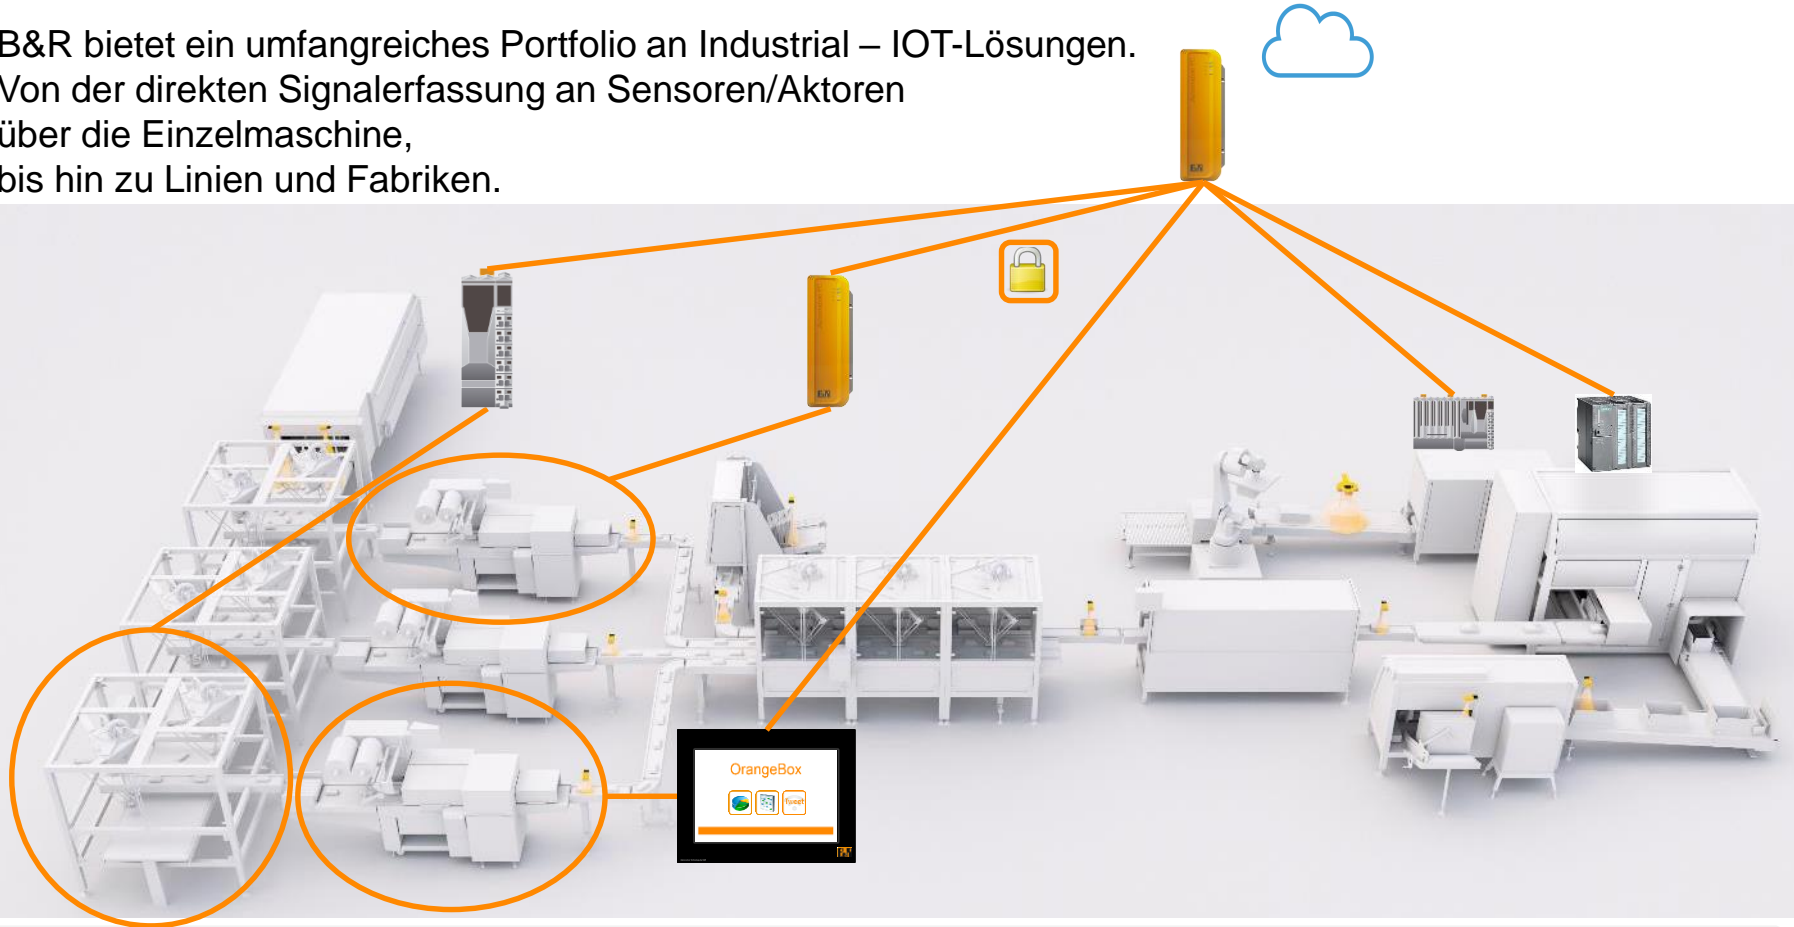 B&R bietet ein umfangreiches Portfolio an Industrial – IOT-Lösungen.
Von der direkten Signalerfassung an Sensoren/Aktoren
über die Einzelmaschine,
bis hin zu Linien und Fabriken.
OrangeBox
Tweet